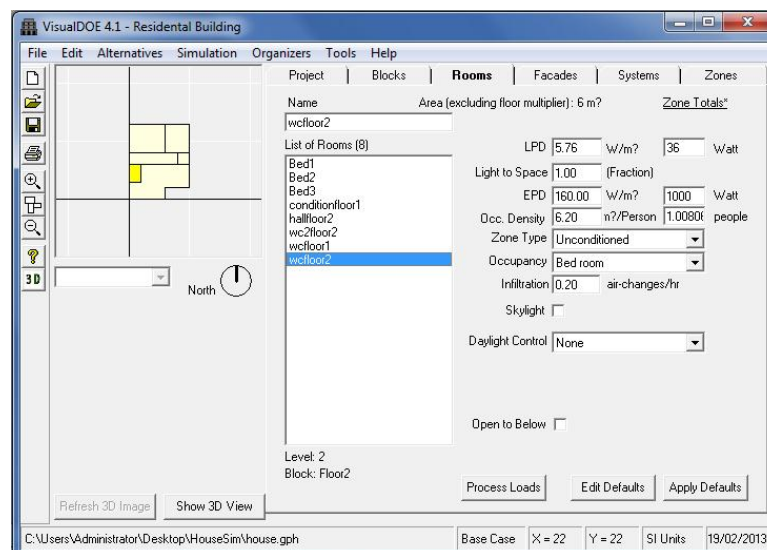 VisualDOE 4.1 - Residental Building
File Edit Alternatives Simulation Organizers Tools Help
Project Blocks Rooms Facades Systems Zones
Name Area (excluding floor multiplier): 6 m? Zone Totals*
wcfloor2
List of Rooms (8)
Bed1
Bed2
Bed3
conditionfloor1
hallfloor2
wc2floor2
wcfloor1
wcfloor2
LPD 5.76 W/m? 36 Watt
Light to Space 1.00 (Fraction)
EPD 160.00 W/m? 1000 Watt
Occ. Density 6.20 m?/Person 1.00806 people
Zone Type Unconditioned
Occupancy Bed room
Infiltration 0.20 air-changes/hr
Skylight
Daylight Control None
Open to Below
North
3D
Level: 2
Block: Floor2
Process Loads Edit Defaults Apply Defaults
Refresh 3D Image Show 3D View
C:\Users\Administrator\Desktop\HouseSim\house.gph Base Case X = 22 Y = 22 SI Units 19/02/2013